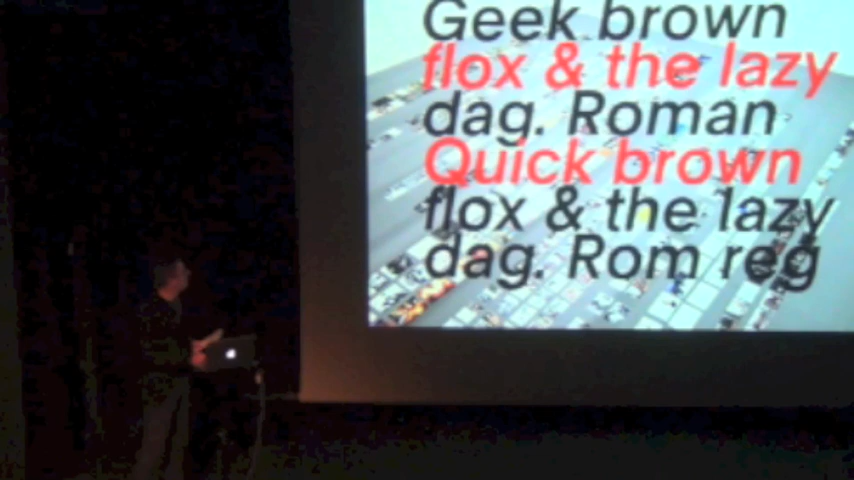 Geek brown
flox & the lazy
dag. Roman
Quick brown
flox & the lazy
dag. Rom reg